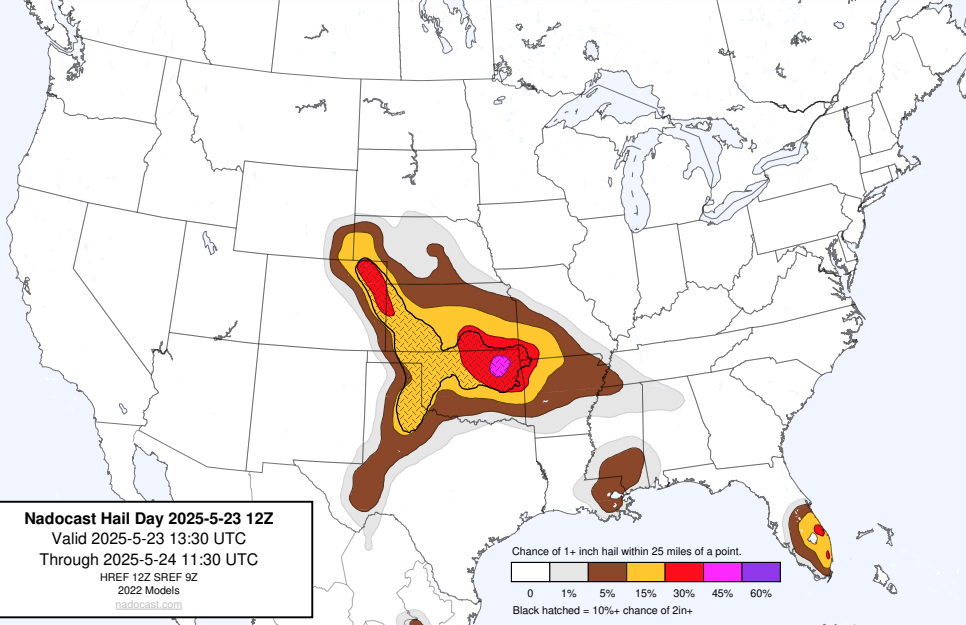 Nadocast Hail Day 2025-5-23 12Z
Valid 2025-5-23 13:30 UTC
Through 2025-5-24 11:30 UTC
HREF 12Z SREF 9Z
2022 Models
nadocast.com
Chance of 1+ inch hail within 25 miles of a point.
0 1% 5% 15% 30% 45% 60%
Black hatched = 10%+ chance of 2in+